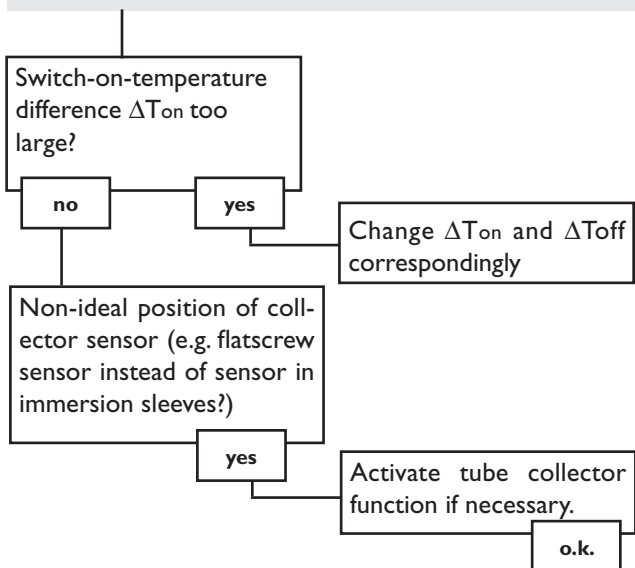 Switch-on-temperature
difference ΔTon too
large?
no
yes
Change ΔTon and ΔToff
correspondingly
Non-ideal position of coll-
ector sensor (e.g. flatscrew
sensor instead of sensor in
immersion sleeves?)
yes
Activate tube collector
function if necessary.
o.k.